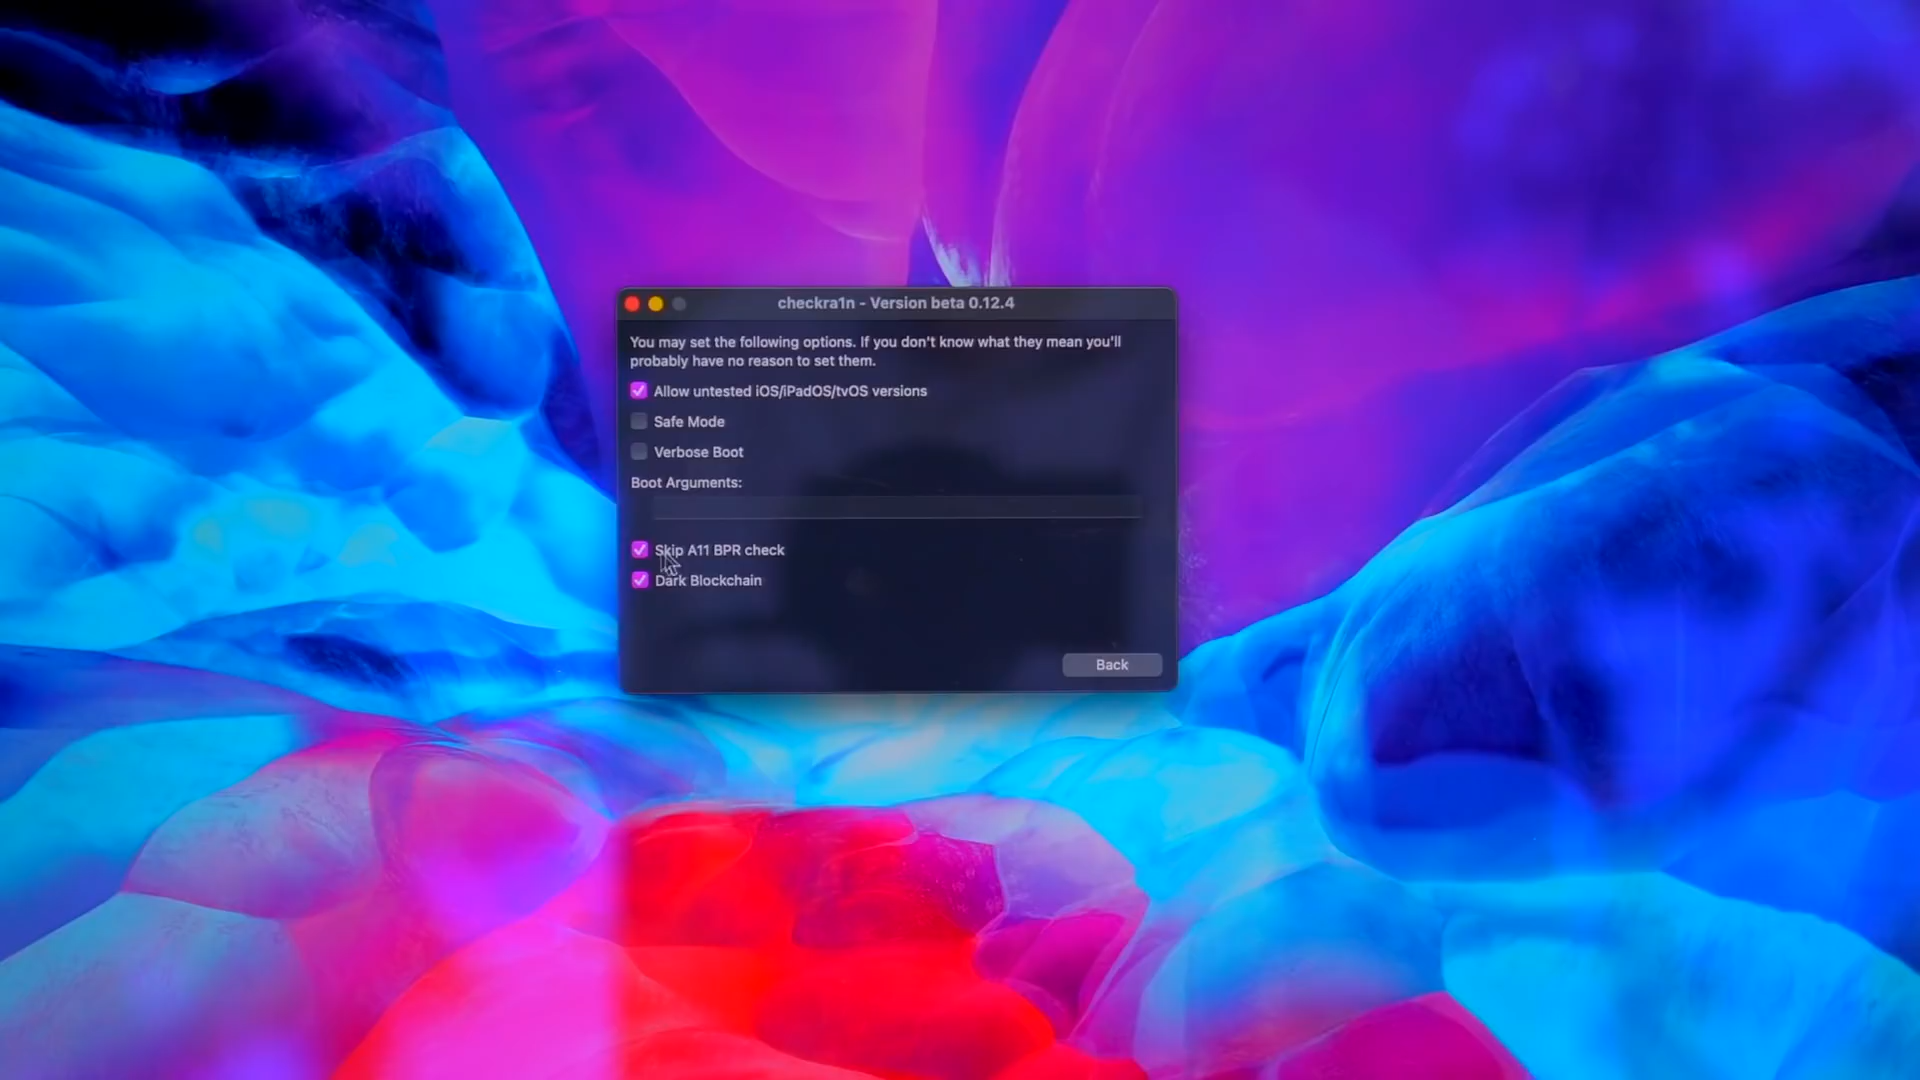 checkra1n - Version beta 0.12.4
You may set the following options. If you don't know what they mean you'll
probably have no reason to set them.
Allow untested iOS/iPadOS/tvOS versions
Safe Mode
Verbose Boot
Boot Arguments:
Skip A11 BPR check
Dark Blockchain
Back